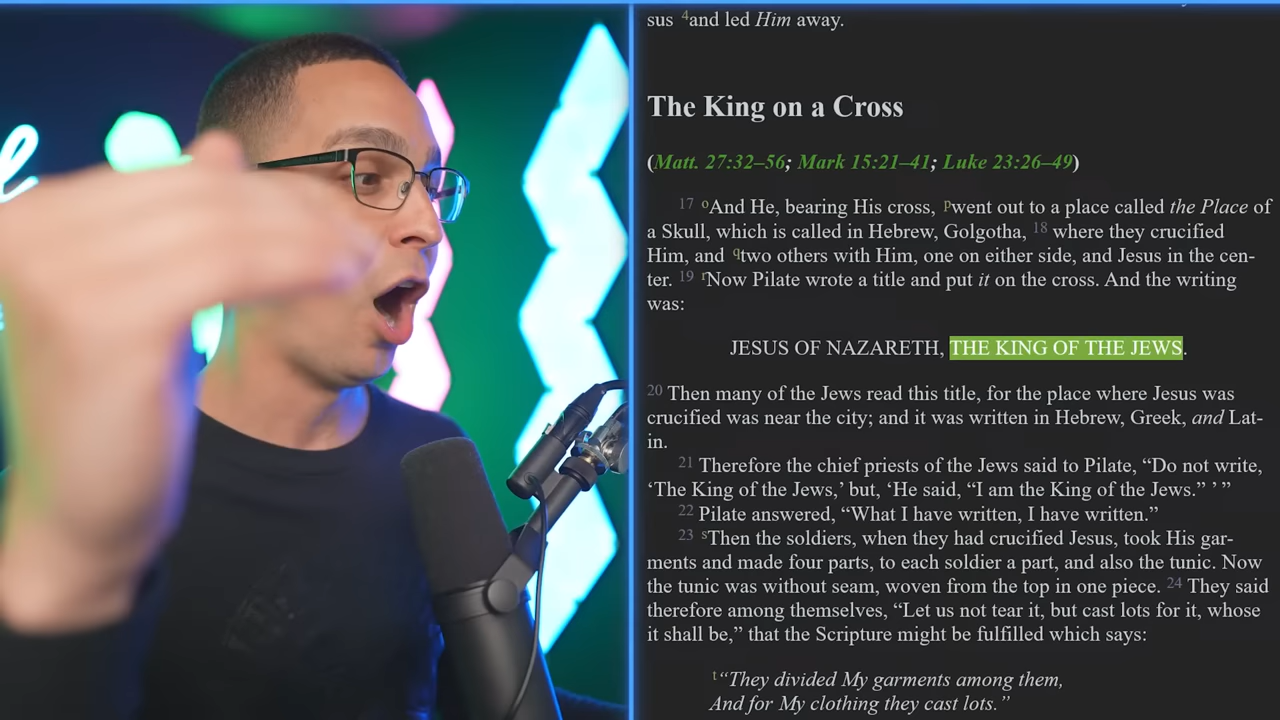 sus 4and led Him away.
The King on a Cross
(Matt. 27:32–56; Mark 15:21–41; Luke 23:26–49)
17 oAnd He, bearing His cross, pwent out to a place called the Place of
a Skull, which is called in Hebrew, Golgotha, 18 where they crucified
Him, and qtwo others with Him, one on either side, and Jesus in the cen-
ter. 19 rNow Pilate wrote a title and put it on the cross. And the writing
was:
JESUS OF NAZARETH, THE KING OF THE JEWS.
20 Then many of the Jews read this title, for the place where Jesus was
crucified was near the city; and it was written in Hebrew, Greek, and Lat-
in.
21 Therefore the chief priests of the Jews said to Pilate, “Do not write,
‘The King of the Jews,’ but, ‘He said, “I am the King of the Jews.” ’ ”
22 Pilate answered, “What I have written, I have written.”
23 sThen the soldiers, when they had crucified Jesus, took His gar-
ments and made four parts, to each soldier a part, and also the tunic. Now
the tunic was without seam, woven from the top in one piece. 24 They said
therefore among themselves, “Let us not tear it, but cast lots for it, whose
it shall be,” that the Scripture might be fulfilled which says:
t“They divided My garments among them,
And for My clothing they cast lots.”